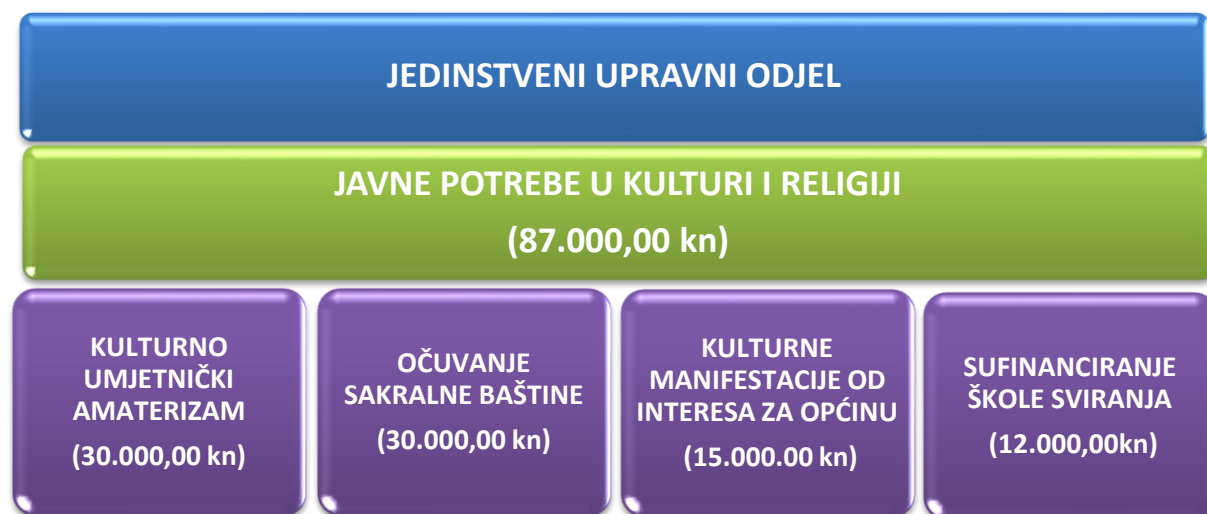 JEDINSTVENI UPRAVNI ODJEL
JAVNE POTREBE U KULTURI I RELIGIJI
(87.000,00 kn)
KULTURNO
UMJETNIČKI
AMATERIZAM
(30.000,00 kn)
OČUVANJE
SAKRALNE BAŠTINE
(30.000,00 kn)
KULTURNE
MANIFESTACIJE OD
INTERESA ZA OPĆINU
(15.000.00 kn)
SUFINANCIRANJE
ŠKOLE SVIRANJA
(12.000,00kn)